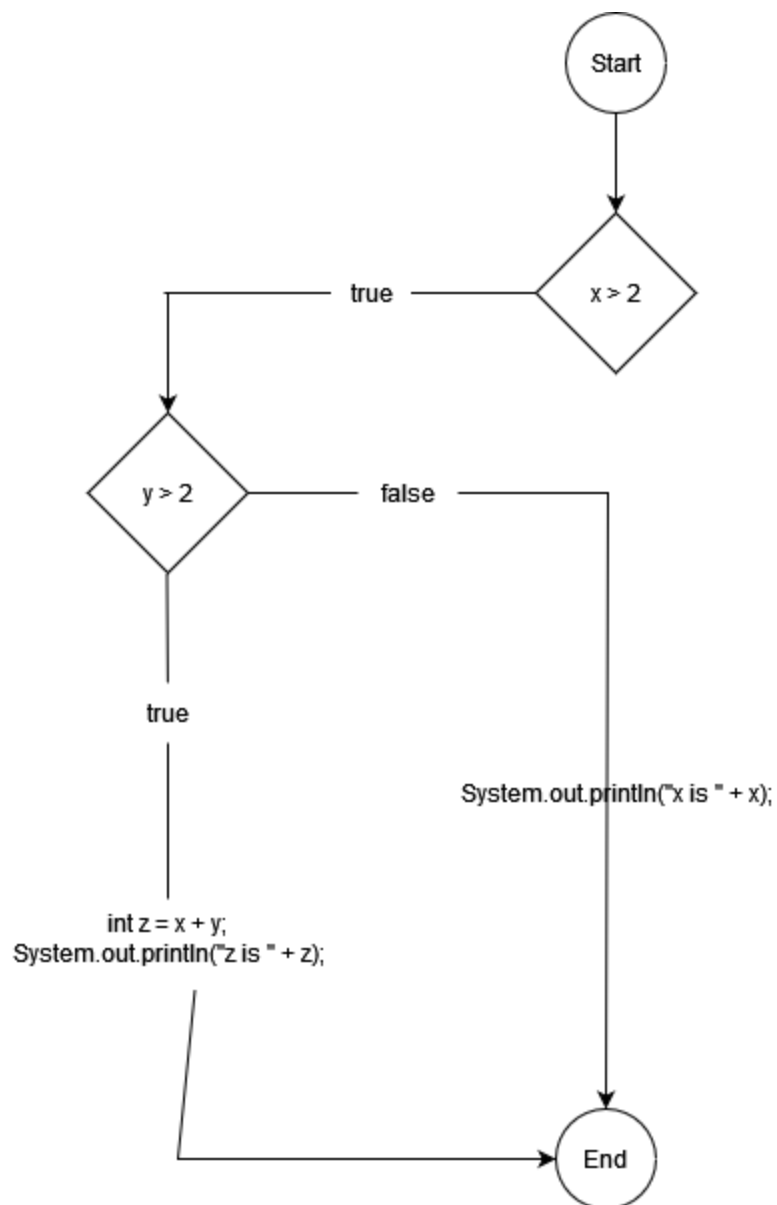 Start
x > 2
true
y > 2
false
true
System.out.println("x is " + x);
int z = x + y;
System.out.println("z is " + z);
End